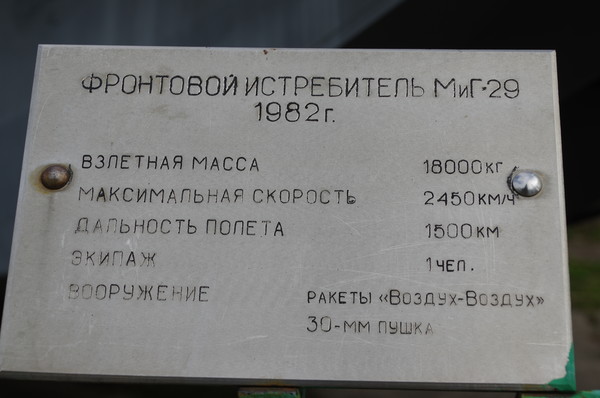 ФРОНТОВОЙ ИСТРЕБИТЕЛЬ МиГ-29
1982г.
ВЗЛЕТНАЯ МАССА 18000кг
МАКСИМАЛЬНАЯ СКОРОСТЬ 2450км/ч
ДАЛЬНОСТЬ ПОЛЕТА 1500км
ЭКИПАЖ 1чел.
ВООРУЖЕНИЕ РАКЕТЫ «Воздух-Воздух»
30-мм пушка